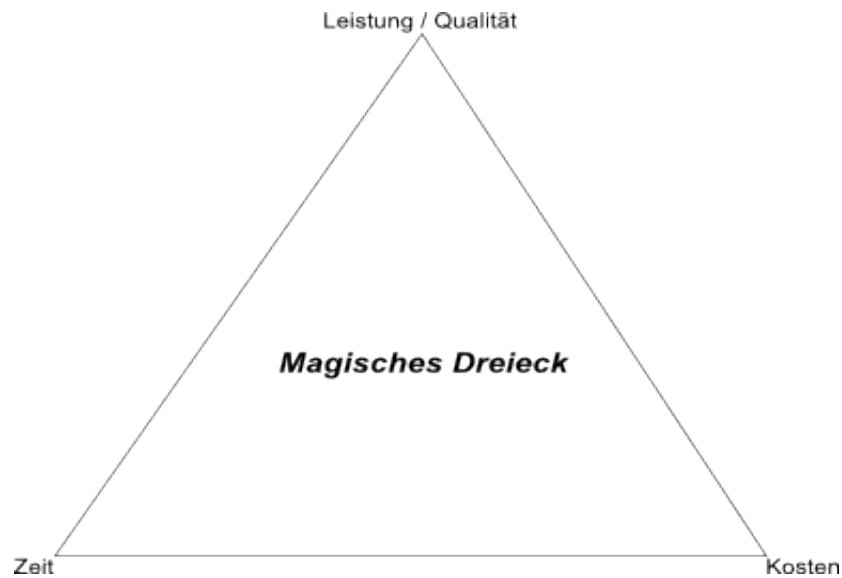 Leistung / Qualität
Magisches Dreieck
Zeit
Kosten